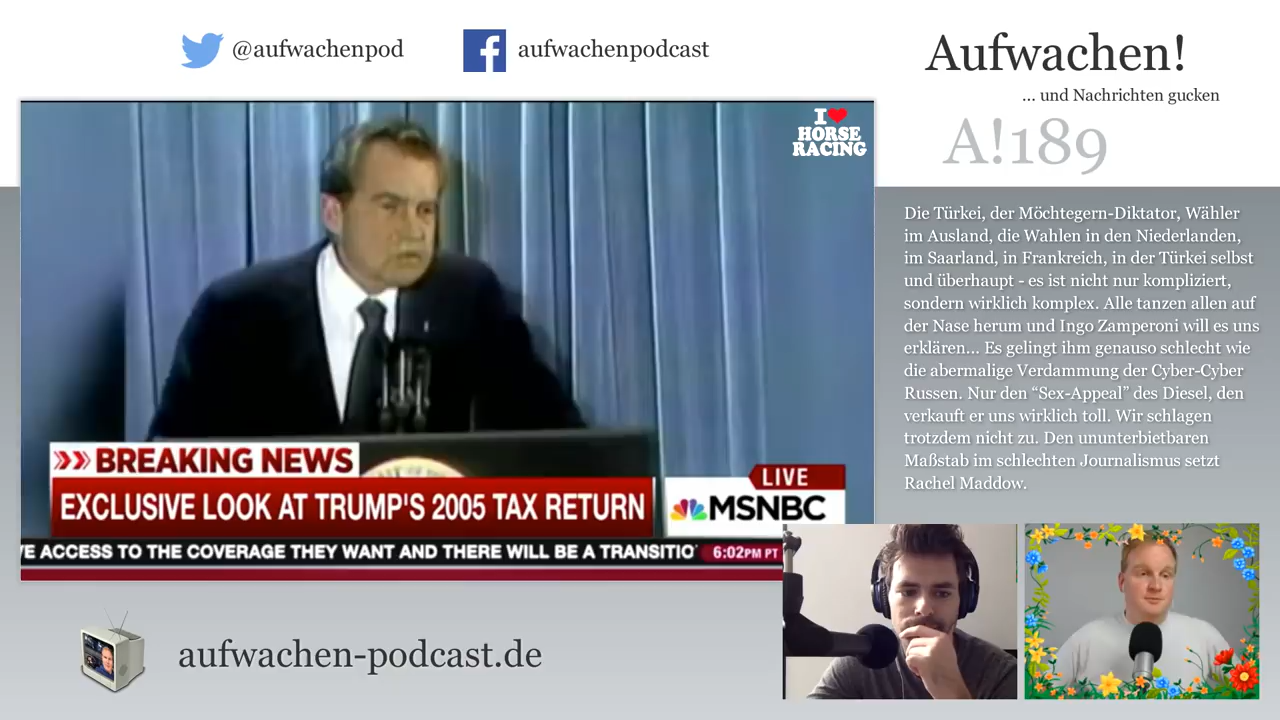 @aufwachenpod
aufwachenpodcast
Aufwachen!
... und Nachrichten gucken
A!189
I
HORSE
RACING
BREAKING NEWS
EXCLUSIVE LOOK AT TRUMP'S 2005 TAX RETURN
LIVE
MSNBC
VE ACCESS TO THE COVERAGE THEY WANT AND THERE WILL BE A TRANSITIO
6:02PM PT
Die Türkei, der Möchtegern-Diktator, Wähler
im Ausland, die Wahlen in den Niederlanden,
im Saarland, in Frankreich, in der Türkei selbst
und überhaupt - es ist nicht nur kompliziert,
sondern wirklich komplex. Alle tanzen allen auf
der Nase herum und Ingo Zamperoni will es uns
erklären... Es gelingt ihm genauso schlecht wie
die abermalige Verdammung der Cyber-Cyber
Russen. Nur den “Sex-Appeal” des Diesel, den
verkauft er uns wirklich toll. Wir schlagen
trotzdem nicht zu. Den ununterbietbaren
Maßstab im schlechten Journalismus setzt
Rachel Maddow.
aufwachen-podcast.de